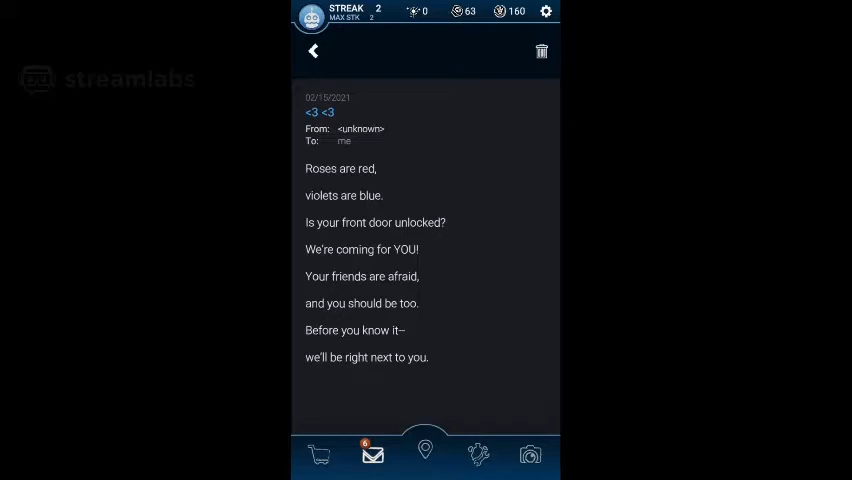 STREAK 2
MAX STK 2
0
63
160
streamlabs
02/15/2021
<3 <3
From: <unknown>
To: me
Roses are red,
violets are blue.
Is your front door unlocked?
We're coming for YOU!
Your friends are afraid,
and you should be too.
Before you know it--
we'll be right next to you.
6